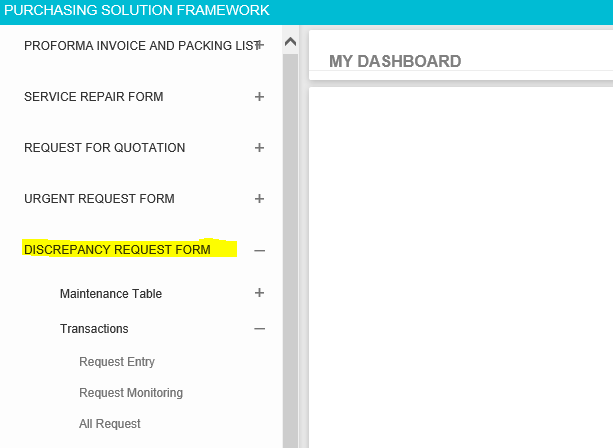 PURCHASING SOLUTION FRAMEWORK
PROFORMA INVOICE AND PACKING LIST +
MY DASHBOARD
SERVICE REPAIR FORM +
REQUEST FOR QUOTATION +
URGENT REQUEST FORM +
DISCREPANCY REQUEST FORM —
Maintenance Table +
Transactions —
Request Entry
Request Monitoring
All Request